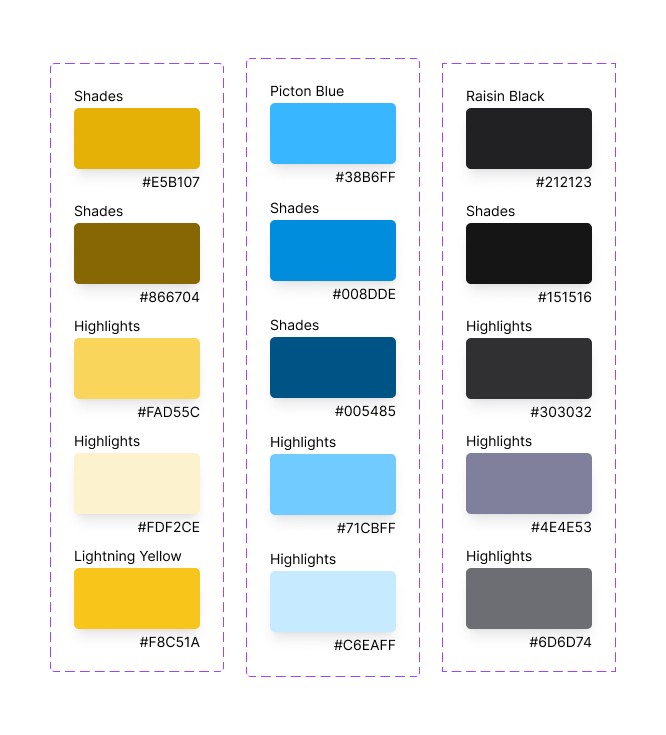 Shades
#E5B107
Shades
#866704
Highlights
#FAD55C
Highlights
#FDF2CE
Lightning Yellow
#F8C51A
Picton Blue
#38B6FF
Shades
#008DDE
Shades
#005485
Highlights
#71CBFF
Highlights
#C6EAFF
Raisin Black
#212123
Shades
#151516
Highlights
#303032
Highlights
#4E4E53
Highlights
#6D6D74